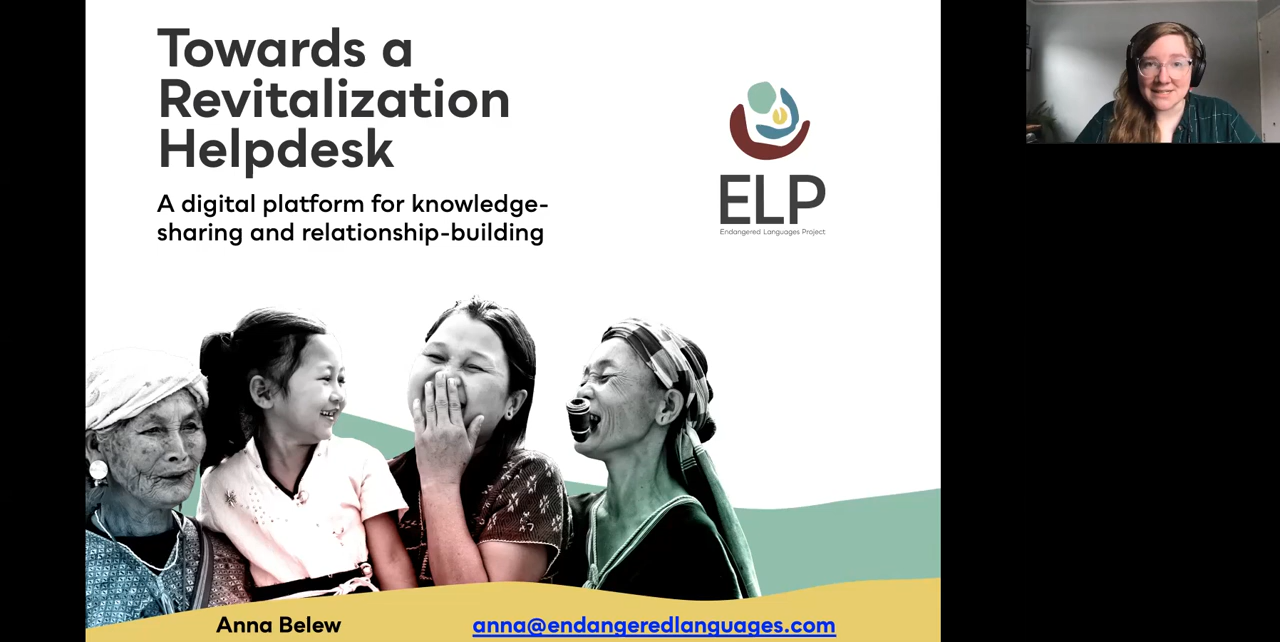 Towards a
Revitalization
Helpdesk
A digital platform for knowledge-
sharing and relationship-building
ELP
Endangered Languages Project
Anna Belew
anna@endangeredlanguages.com